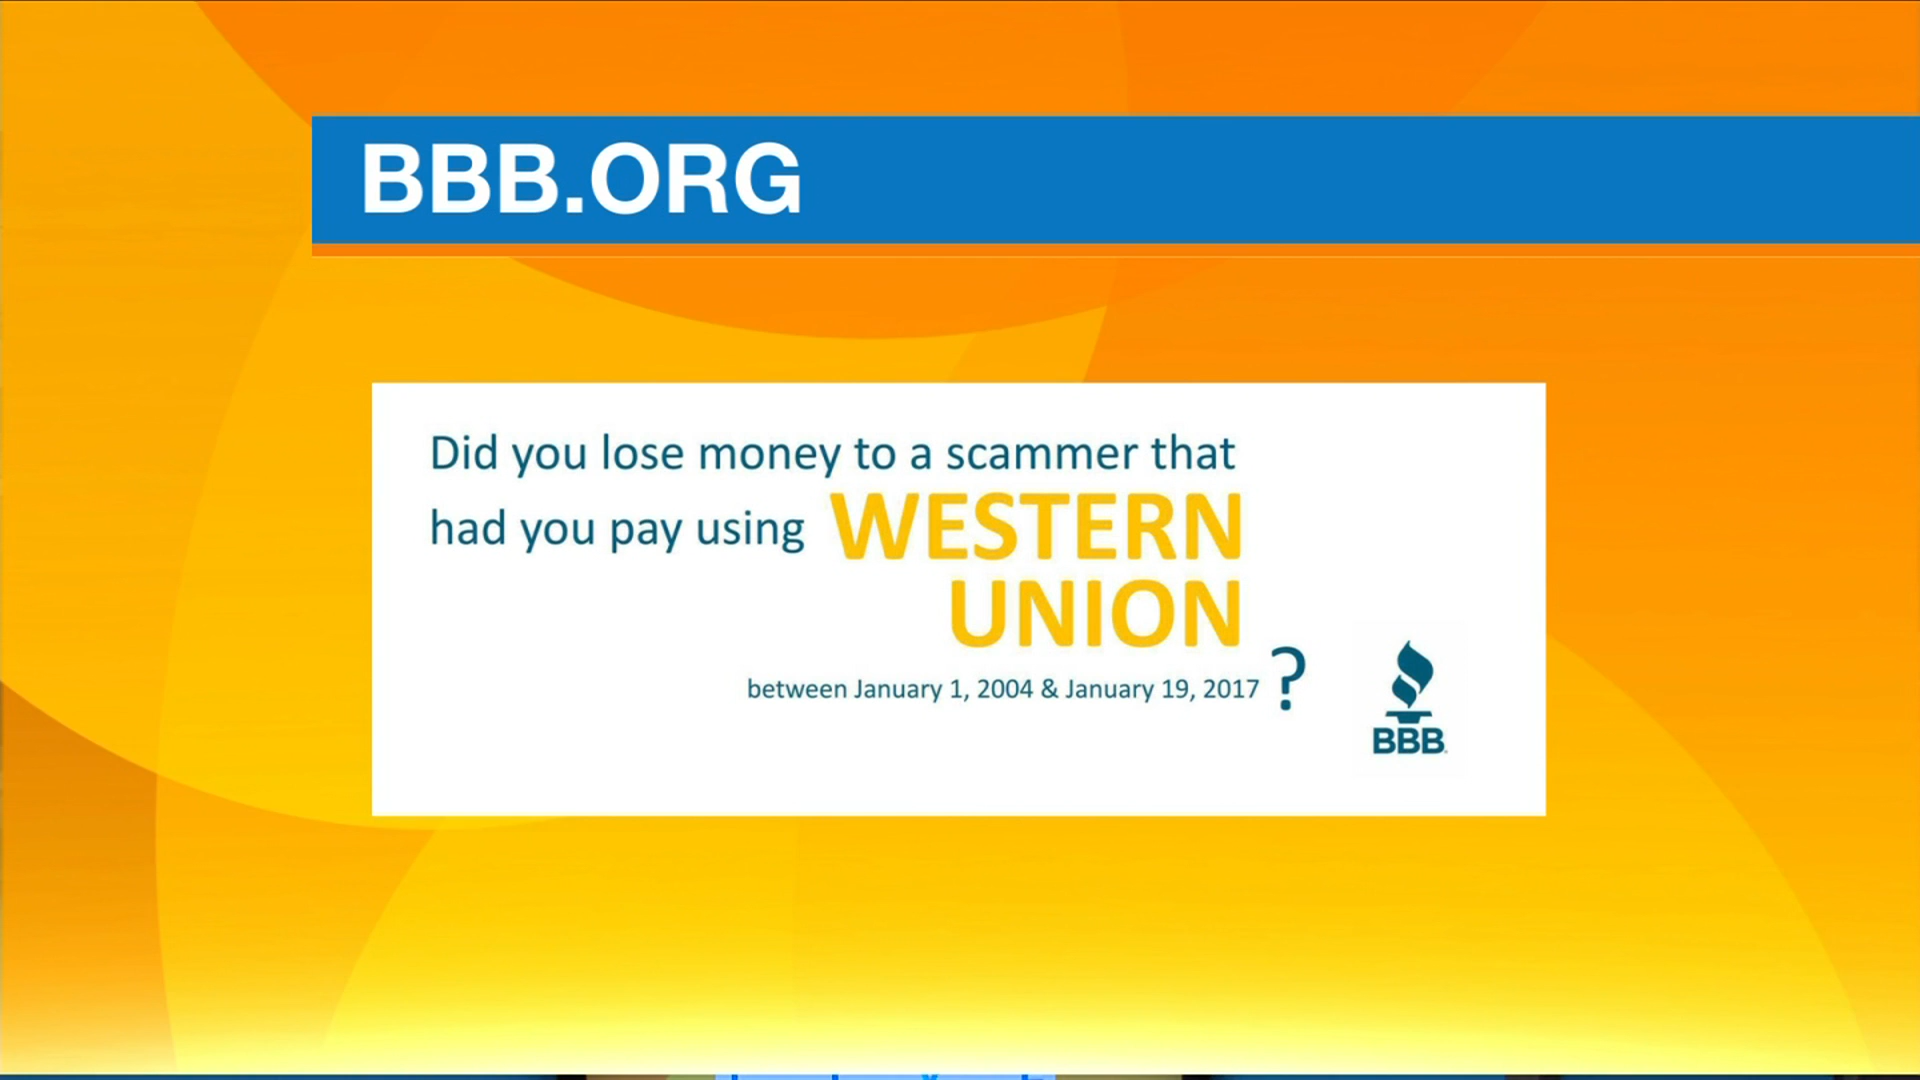 BBB.ORG
Did you lose money to a scammer that
had you pay using WESTERN
UNION
between January 1, 2004 & January 19, 2017 ?
BBB